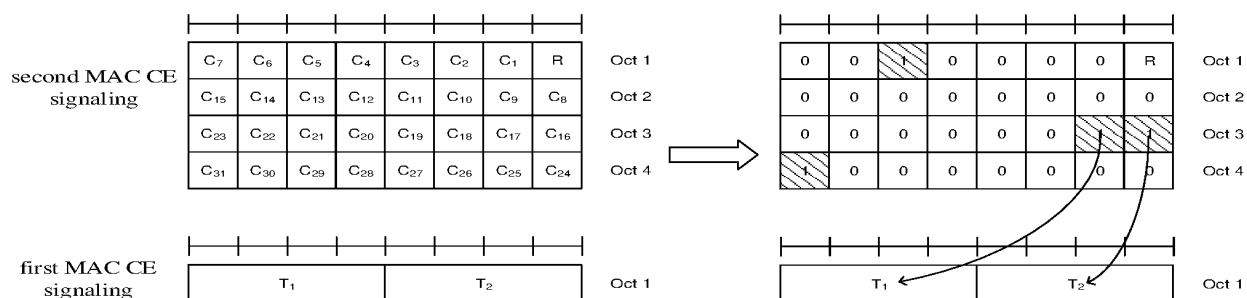 C7 C6 C5 C4 C3 C2 C1 R Oct 1 0 0 1 0 0 0 0 R Oct 1
second MAC CE
signaling
C15 C14 C13 C12 C11 C10 C9 C8 Oct 2 0 0 0 0 0 0 0 0 Oct 2
C23 C22 C21 C20 C19 C18 C17 C16 Oct 3 0 0 0 0 0 0 1 1 Oct 3
C31 C30 C29 C28 C27 C26 C25 C24 Oct 4 1 0 0 0 0 0 0 0 Oct 4
first MAC CE
signaling
T1 T2 Oct 1 T1 T2 Oct 1